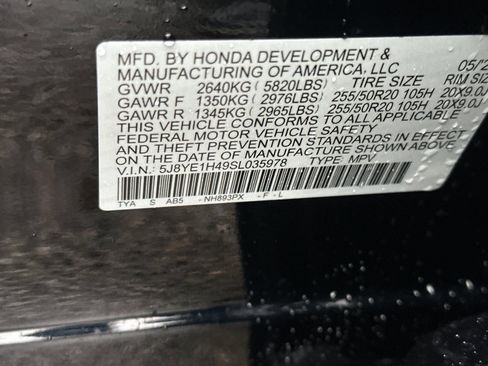 MFD. BY HONDA DEVELOPMENT & 05/2
MANUFACTURING OF AMERICA, LLC
GVWR 2640KG ( 5820LBS) TIRE SIZE RIM SIZE
GAWR F 1350KG ( 2976LBS) 255/50R20 105H 20X9.0J
GAWR R 1345KG ( 2965LBS) 255/50R20 105H 20X9.0J
THIS VEHICLE CONFORMS TO ALL APPLICABLE
FEDERAL MOTOR VEHICLE SAFETY
AND THEFT PREVENTION STANDARDS IN EFFECT
ON THE DATE OF MANUFACTURE SHOWN ABOVE.
V.I.N.: 5J8YE1H49SL035978 TYPE: MPV
TYA S AB5 - NH893PX - F - L